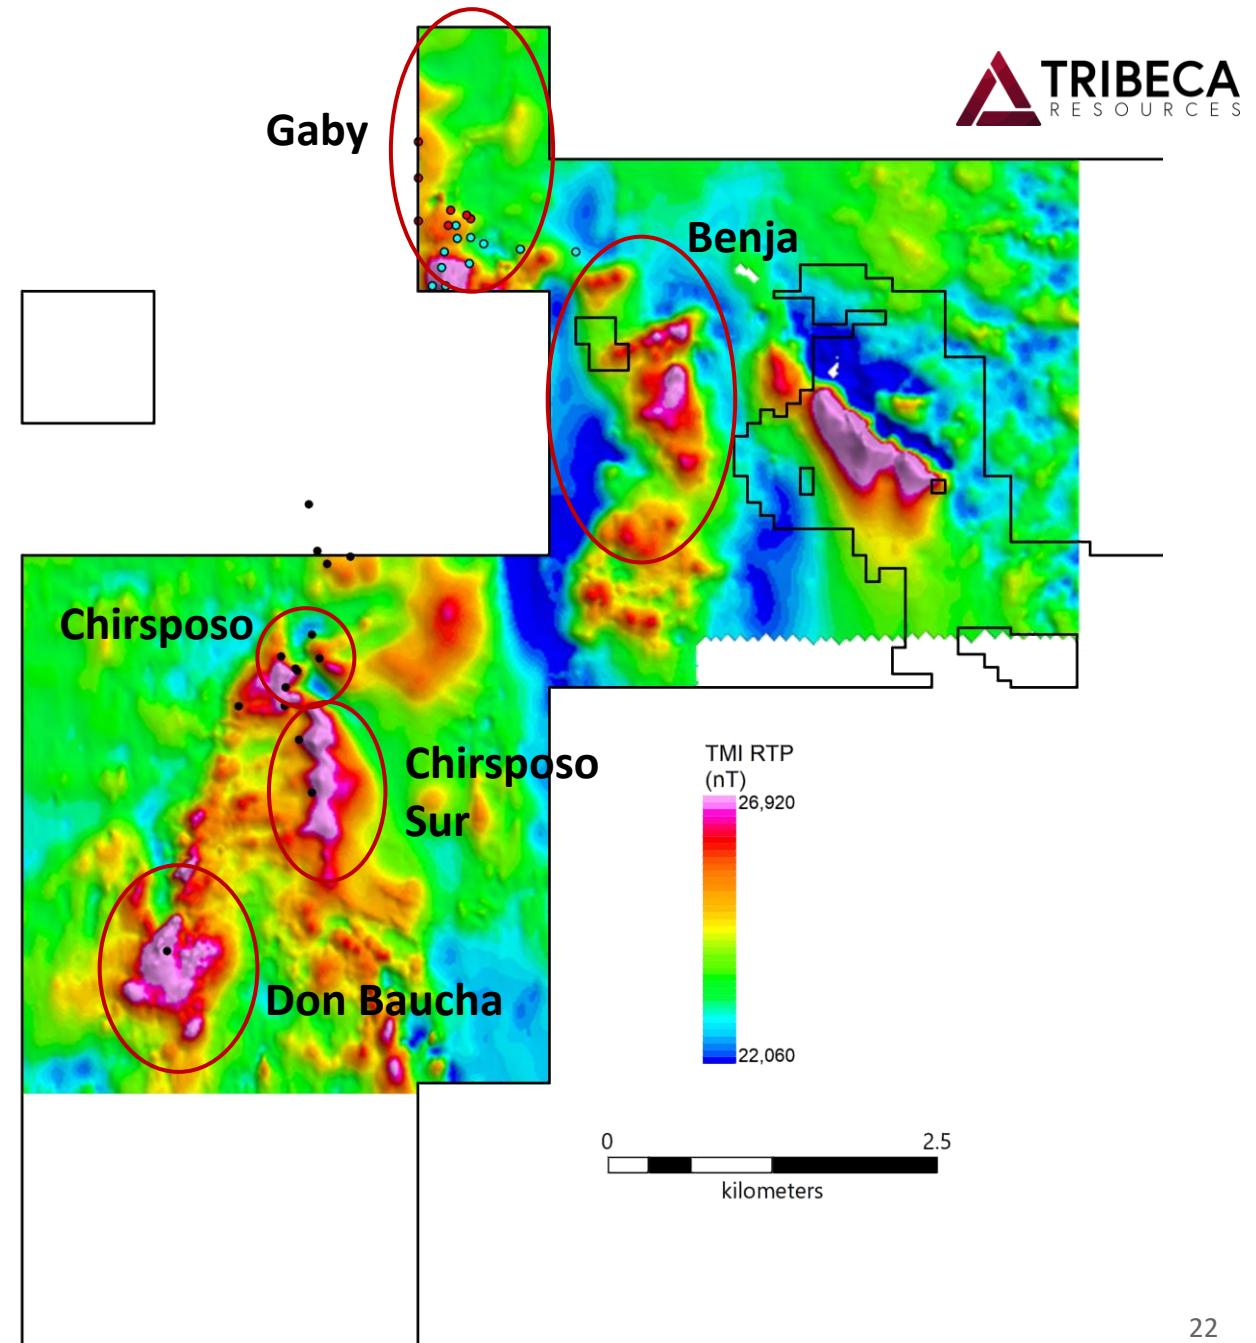 TRIBECA
RESOURCES
Gaby
Benja
Chirsposo
Chirsposo
Sur
Don Baucha
TMI RTP
(nT)
26,920
22,060
0 2.5
kilometers
22